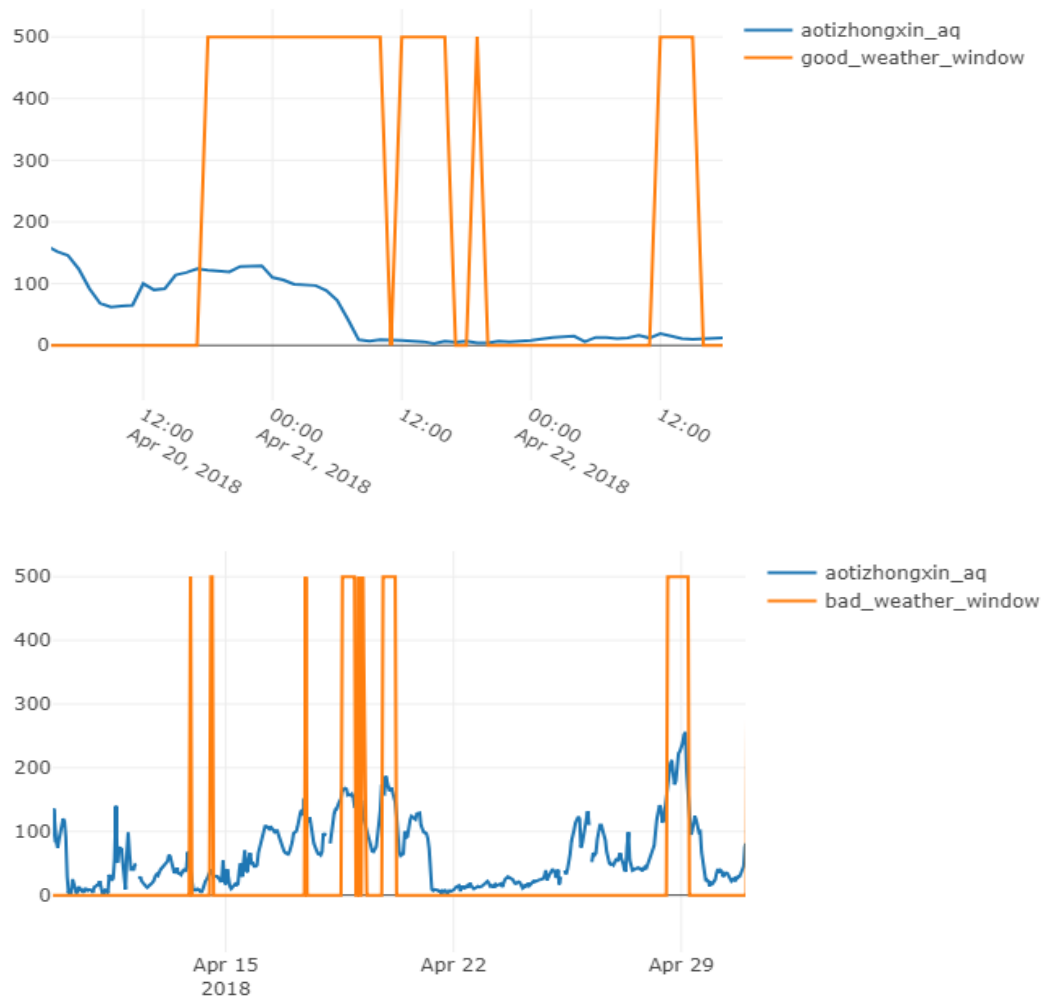 500
400
300
200
100
0
12:00
Apr 20, 2018
00:00
Apr 21, 2018
12:00
00:00
Apr 22, 2018
12:00
aotizhongxin_aq
good_weather_window
500
400
300
200
100
0
Apr 15
2018
Apr 22
Apr 29
aotizhongxin_aq
bad_weather_window